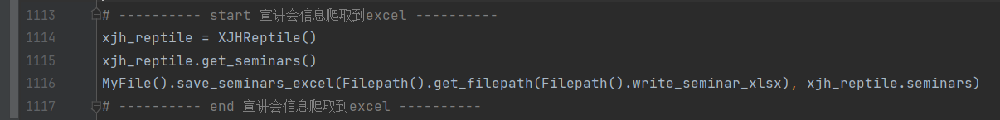 1113 # ---------- start 宣讲会信息爬取到excel ----------
1114 xjh_reptile = XJHReptile()
1115 xjh_reptile.get_seminars()
1116 MyFile().save_seminars_excel(Filepath().get_filepath(Filepath().write_seminar_xlsx), xjh_reptile.seminars)
1117 # ---------- end 宣讲会信息爬取到excel ----------